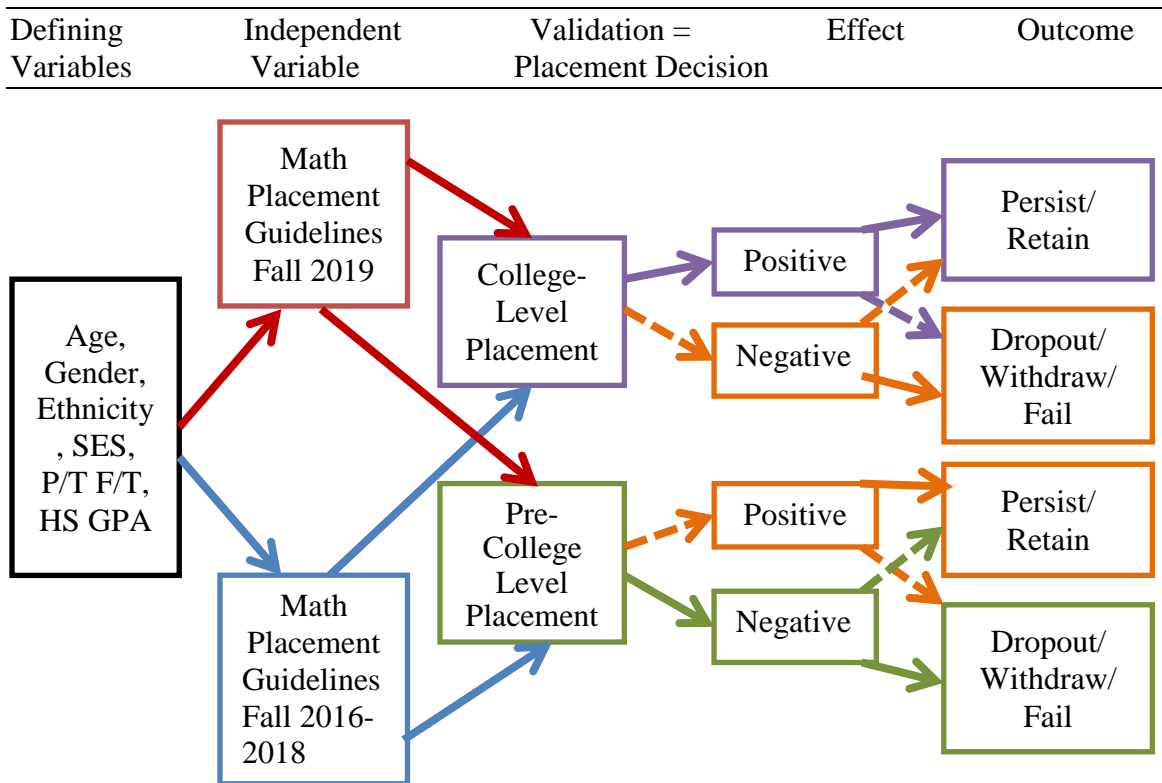 Defining Independent Validation = Effect Outcome
Variables Variable Placement Decision
Age,
Gender,
Ethnicity
, SES,
P/T F/T,
HS GPA
Math
Placement
Guidelines
Fall 2019
Math
Placement
Guidelines
Fall 2016-
2018
College-
Level
Placement
Pre-
College
Level
Placement
Positive
Negative
Positive
Negative
Persist/
Retain
Dropout/
Withdraw/
Fail
Persist/
Retain
Dropout/
Withdraw/
Fail